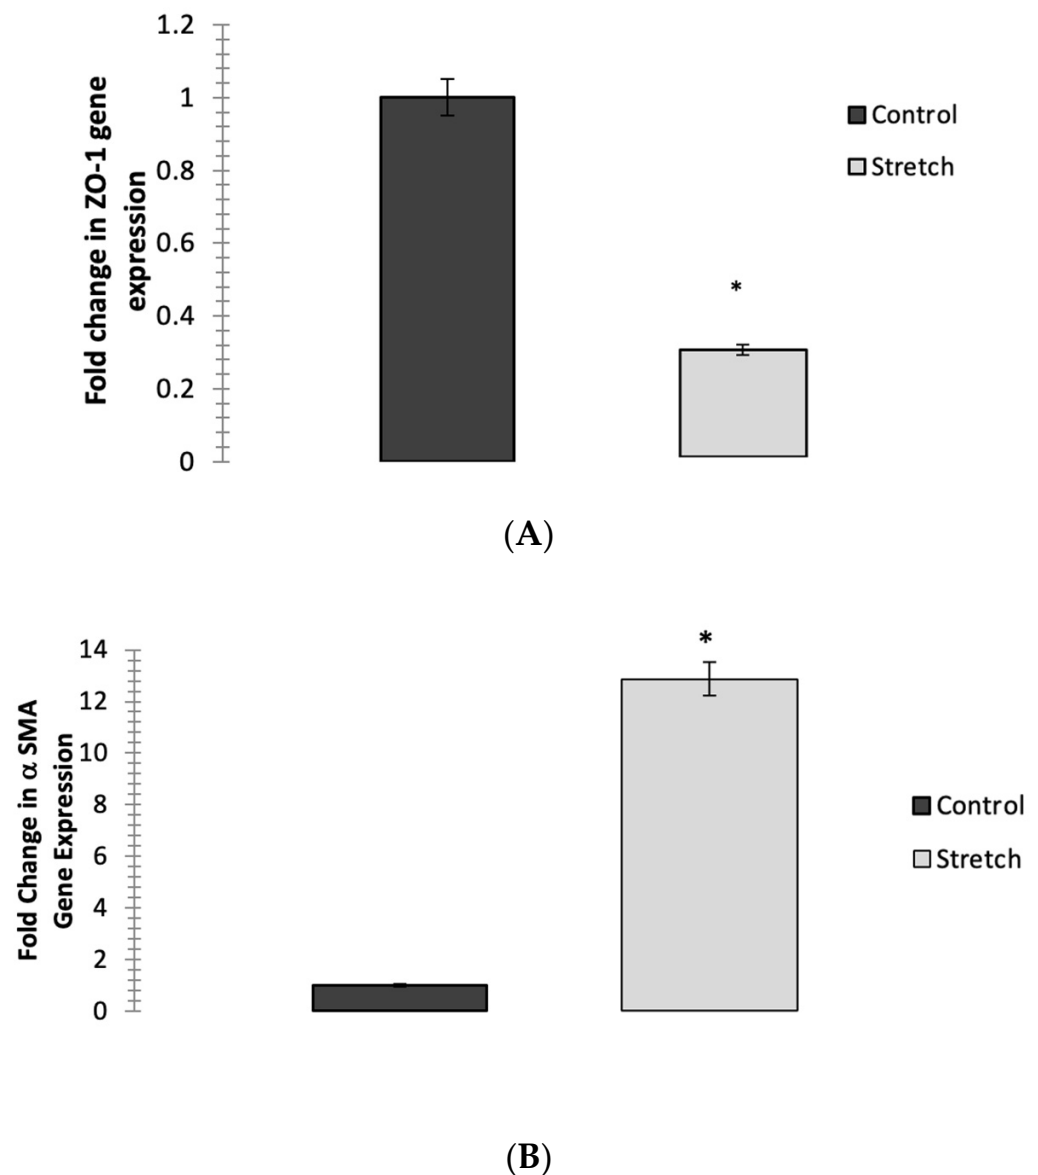 1.2
1
0.8
0.6
0.4
0.2
0
Fold change in ZO-1 gene
expression
*
Control
Stretch
(A)
14
12
10
8
6
4
2
0
Fold Change in α SMA
Gene Expression
*
Control
Stretch
(B)